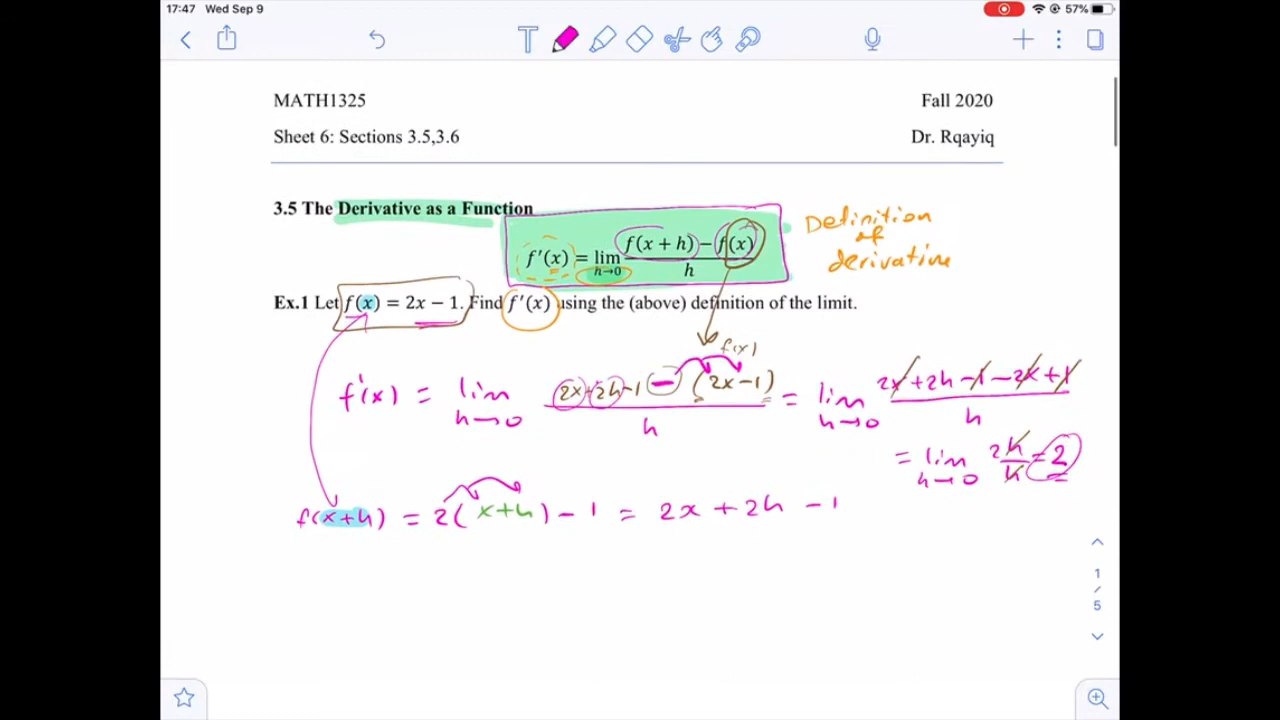 17:47 Wed Sep 9
57%
MATH1325
Fall 2020
Sheet 6: Sections 3.5,3.6
Dr. Rqayiq
3.5 The Derivative as a Function
f'(x) = lim h→0 (f(x + h) − f(x))/h
Definition
of
derivative
Ex.1 Let f(x) = 2x − 1. Find f'(x) using the (above) definition of the limit.
f(x)
f'(x) = lim h→0 (2x+2h-1 - (2x-1))/h = lim h→0 (2x+2h-1-2x+1)/h
= lim h→0 2h/h = 2
f(x+h) = 2(x+h) - 1 = 2x + 2h - 1
1
/
5